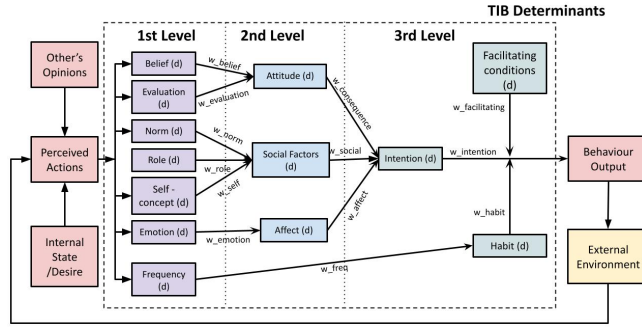 TIB Determinants
1st Level
2nd Level
3rd Level
Other's
Opinions
Perceived
Actions
Internal
State
/Desire
Belief (d)
Evaluation
(d)
Norm (d)
Role (d)
Self -
concept (d)
Emotion (d)
Frequency
(d)
w_belief
w_evaluation
w_norm
w_role
w_self
w_emotion
w_freq
Attitude (d)
Social Factors
(d)
Affect (d)
w_consequence
w_social
w_affect
Intention (d)
Facilitating
conditions
(d)
w_facilitating
w_intention
w_habit
Habit (d)
Behaviour
Output
External
Environment